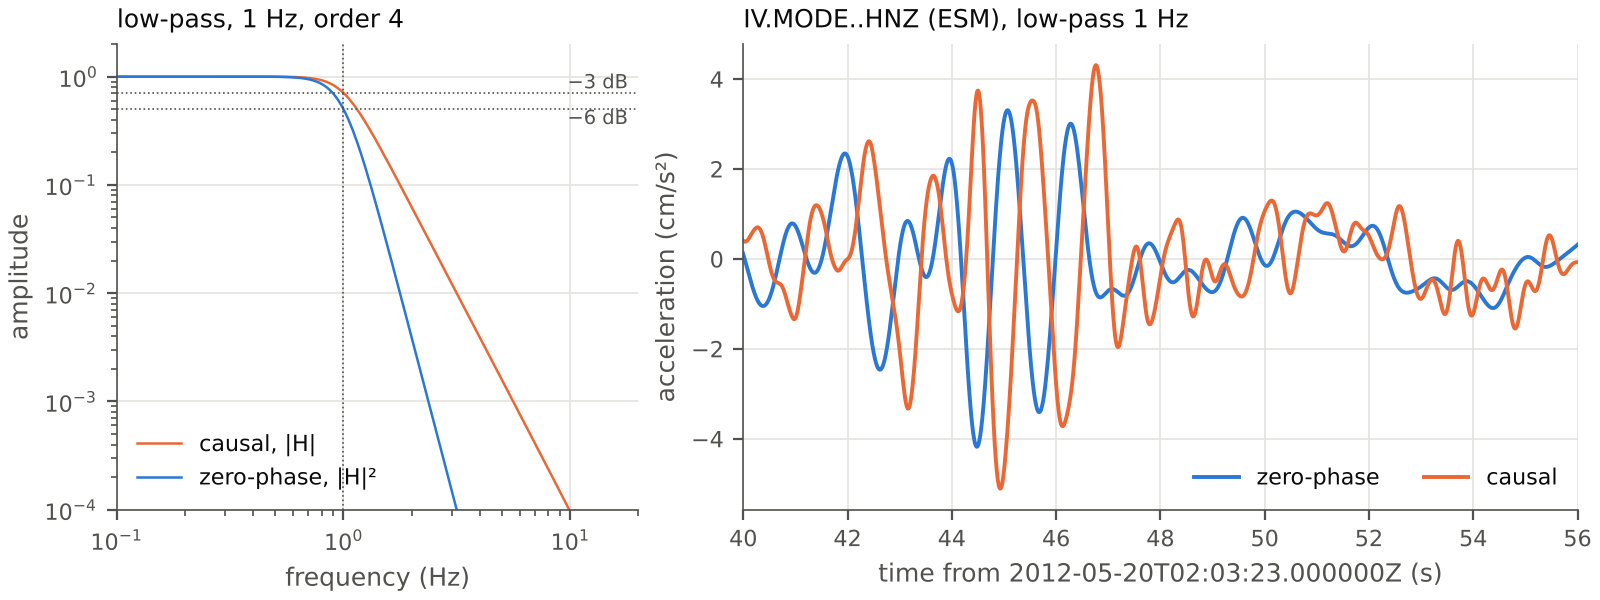 low-pass, 1 Hz, order 4
10⁰
10⁻¹
10⁻²
10⁻³
10⁻⁴
amplitude
−3 dB
−6 dB
causal, |H|
zero-phase, |H|²
10⁻¹
10⁰
10¹
frequency (Hz)
IV.MODE..HNZ (ESM), low-pass 1 Hz
4
2
0
−2
−4
acceleration (cm/s²)
zero-phase
causal
40
42
44
46
48
50
52
54
56
time from 2012-05-20T02:03:23.000000Z (s)